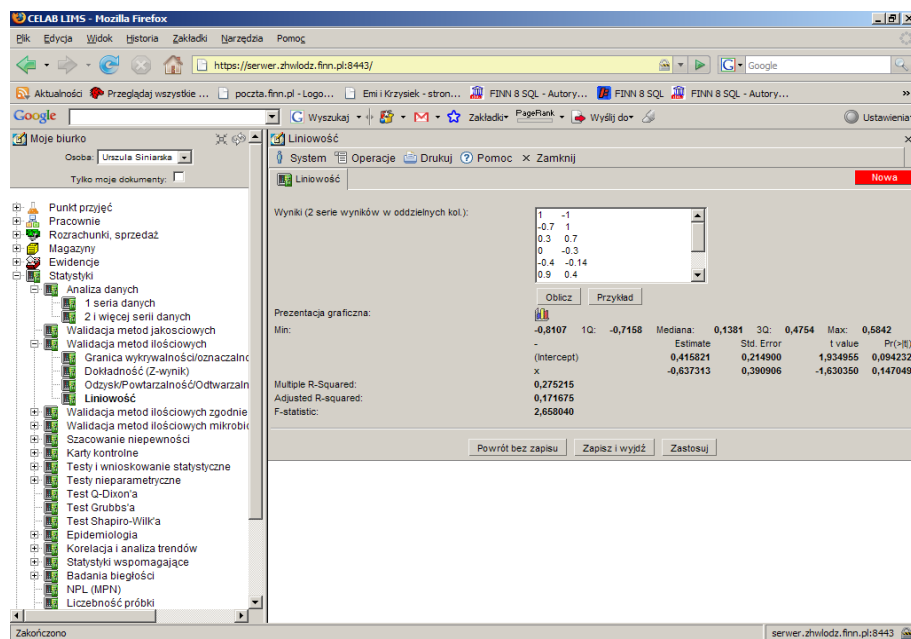 CELAB LIMS - Mozilla Firefox
Plik Edycja Widok Historia Zakładki Narzędzia Pomoc
https://serwer.zhwlodz.finn.pl:8443/ Google
Aktualności Przeglądaj wszystkie ... poczta.finn.pl - Logo... Emi i Krzysiek - stron... FINN 8 SQL - Autory... FINN 8 SQL FINN 8 SQL - Autory... »
Google Wyszukaj Zakładki PageRank Wyślij do Ustawienia
Moje biurko
Osoba: Urszula Siniarska
Tylko moje dokumenty:
Punkt przyjęć
Pracownie
Rozrachunki, sprzedaż
Magazyny
Ewidencje
Statystyki
Analiza danych
1 seria danych
2 i więcej serii danych
Walidacja metod jakosciowych
Walidacja metod ilościowych
Granica wykrywalności/oznaczalno
Dokładność (Z-wynik)
Odzysk/Powtarzalność/Odtwarzaln
Liniowość
Walidacja metod ilościowych zgodnie
Walidacja metod ilościowych mikrobio
Szacowanie niepewności
Karty kontrolne
Testy i wnioskowanie statystyczne
Testy nieparametryczne
Test Q-Dixon'a
Test Grubbs'a
Test Shapiro-Wilk'a
Epidemiologia
Korelacja i analiza trendów
Statystyki wspomagające
Badania biegłości
NPL (MPN)
Liczebność próbki
Liniowość
System Operacje Drukuj Pomoc × Zamknij
Liniowość Nowa
Wyniki (2 serie wyników w oddzielnych kol.):
1 -1
-0.7 1
0.3 0.7
0 -0.3
-0.4 -0.14
0.9 0.4
Oblicz Przykład
Prezentacja graficzna:
Min: -0,8107 1Q: -0,7158 Mediana: 0,1381 3Q: 0,4754 Max: 0,5842
- Estimate Std. Error t value Pr(>|t|)
(Intercept) 0,415821 0,214900 1,934955 0,094232
x -0,637313 0,390906 -1,630350 0,147049
Multiple R-Squared: 0,275215
Adjusted R-squared: 0,171675
F-statistic: 2,658040
Powrót bez zapisu Zapisz i wyjdź Zastosuj
Zakończono serwer.zhwlodz.finn.pl:8443